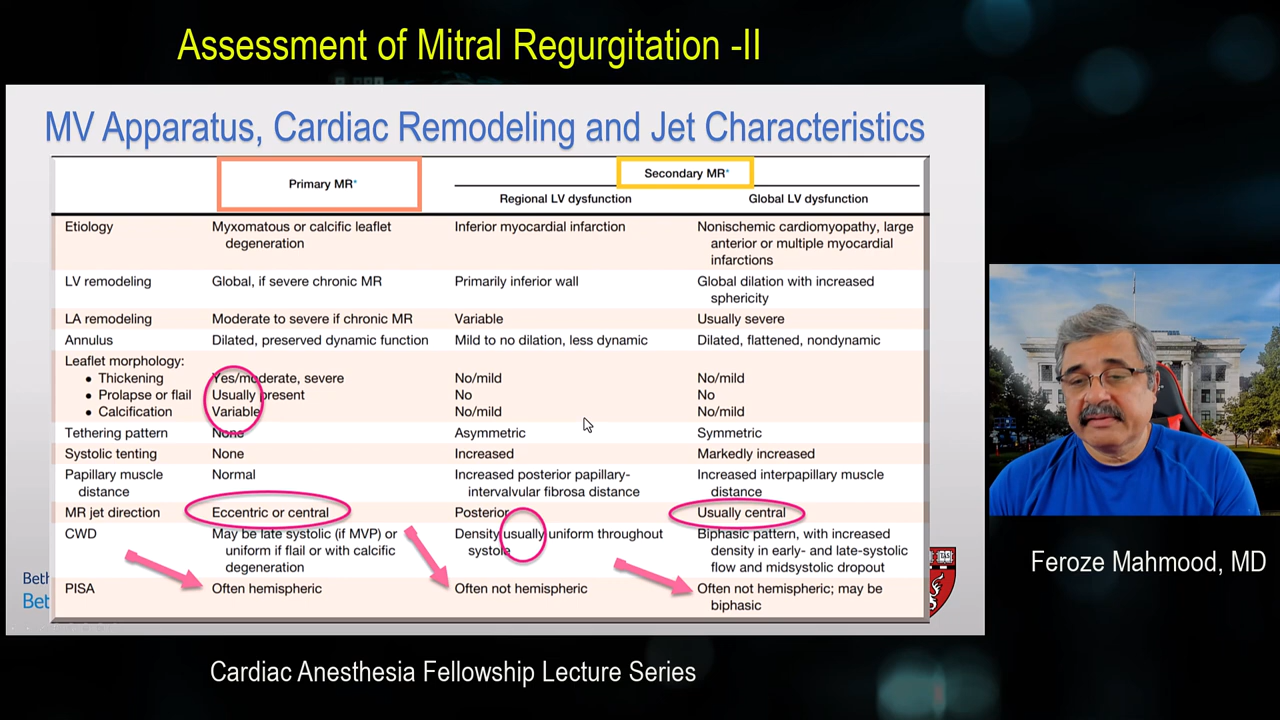 Assessment of Mitral Regurgitation -II
MV Apparatus, Cardiac Remodeling and Jet Characteristics
Primary MR*
Secondary MR*
Regional LV dysfunction
Global LV dysfunction
Etiology
Myxomatous or calcific leaflet
degeneration
Inferior myocardial infarction
Nonischemic cardiomyopathy, large
anterior or multiple myocardial
infarctions
LV remodeling
Global, if severe chronic MR
Primarily inferior wall
Global dilation with increased
sphericity
LA remodeling
Moderate to severe if chronic MR
Variable
Usually severe
Annulus
Dilated, preserved dynamic function
Mild to no dilation, less dynamic
Dilated, flattened, nondynamic
Leaflet morphology:
• Thickening
Yes/moderate, severe
No/mild
No/mild
• Prolapse or flail
Usually present
No
No
• Calcification
Variable
No/mild
No/mild
Tethering pattern
None
Asymmetric
Symmetric
Systolic tenting
None
Increased
Markedly increased
Papillary muscle
distance
Normal
Increased posterior papillary-
intervalvular fibrosa distance
Increased interpapillary muscle
distance
MR jet direction
Eccentric or central
Posterior
Usually central
CWD
May be late systolic (if MVP) or
uniform if flail or with calcific
degeneration
Density usually uniform throughout
systole
Biphasic pattern, with increased
density in early- and late-systolic
flow and midsystolic dropout
PISA
Often hemispheric
Often not hemispheric
Often not hemispheric; may be
biphasic
Beth
Bet
Feroze Mahmood, MD
Cardiac Anesthesia Fellowship Lecture Series